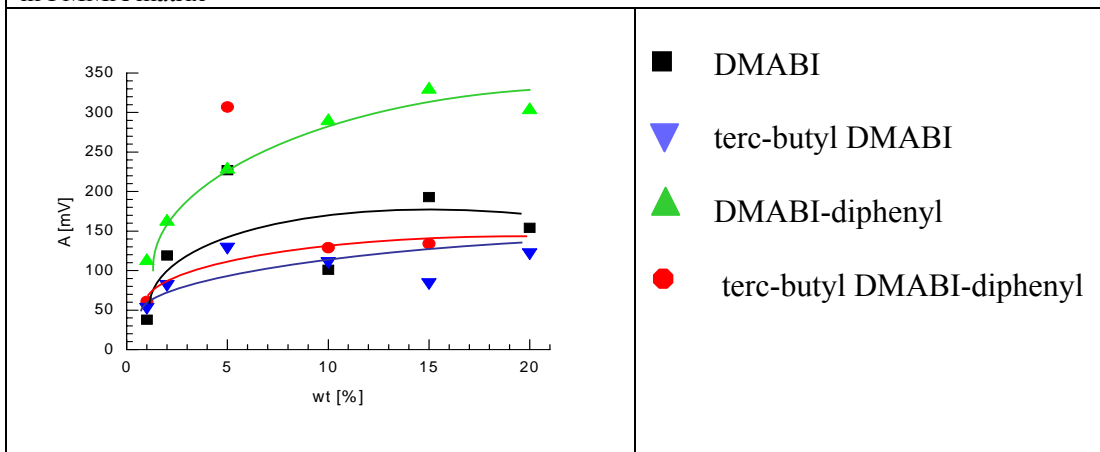 350
300
250
200
150
100
50
0
A [mV]
0 5 10 15 20
wt [%]
DMABI
terc-butyl DMABI
DMABI-diphenyl
terc-butyl DMABI-diphenyl